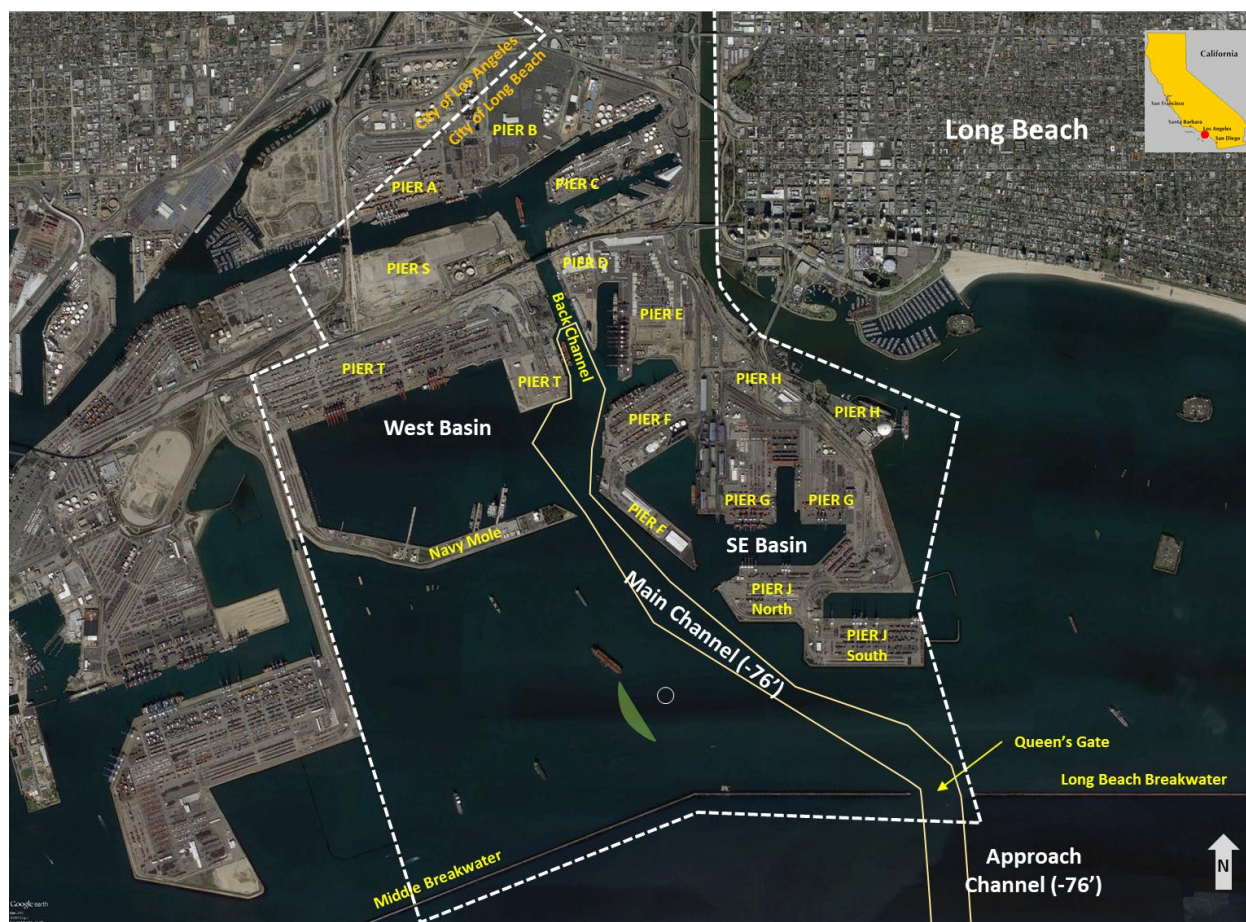 City of Los Angeles
City of Long Beach
California
San Francisco
Santa Barbara
Los Angeles
San Diego
Long Beach
PIER B
PIER A
PIER C
PIER S
PIER D
Back Channel
PIER E
PIER T
PIER T
PIER H
PIER H
West Basin
PIER F
PIER G
PIER G
PIER F
Navy Mole
SE Basin
Main Channel (-76’)
PIER J
North
PIER J
South
Queen’s Gate
Long Beach Breakwater
Middle Breakwater
Approach
Channel (-76’)
N
Google earth